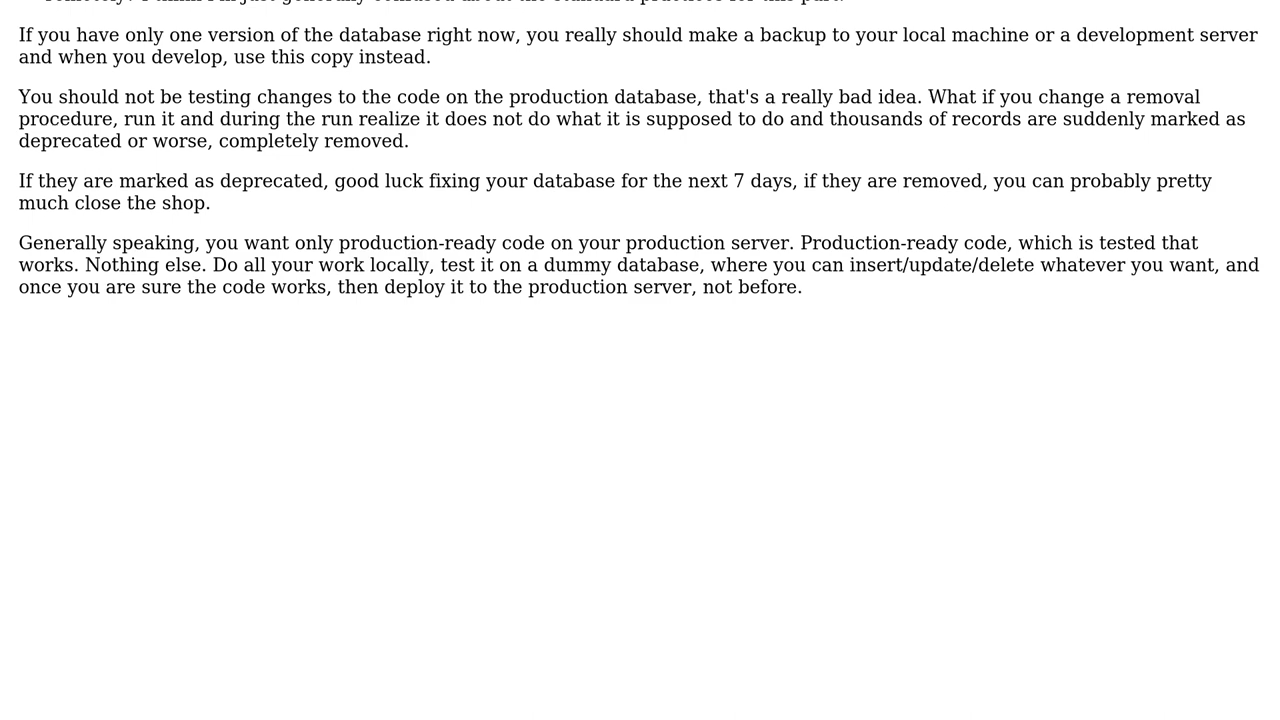 If you have only one version of the database right now, you really should make a backup to your local machine or a development server
and when you develop, use this copy instead.
You should not be testing changes to the code on the production database, that's a really bad idea. What if you change a removal
procedure, run it and during the run realize it does not do what it is supposed to do and thousands of records are suddenly marked as
deprecated or worse, completely removed.
If they are marked as deprecated, good luck fixing your database for the next 7 days, if they are removed, you can probably pretty
much close the shop.
Generally speaking, you want only production-ready code on your production server. Production-ready code, which is tested that
works. Nothing else. Do all your work locally, test it on a dummy database, where you can insert/update/delete whatever you want, and
once you are sure the code works, then deploy it to the production server, not before.